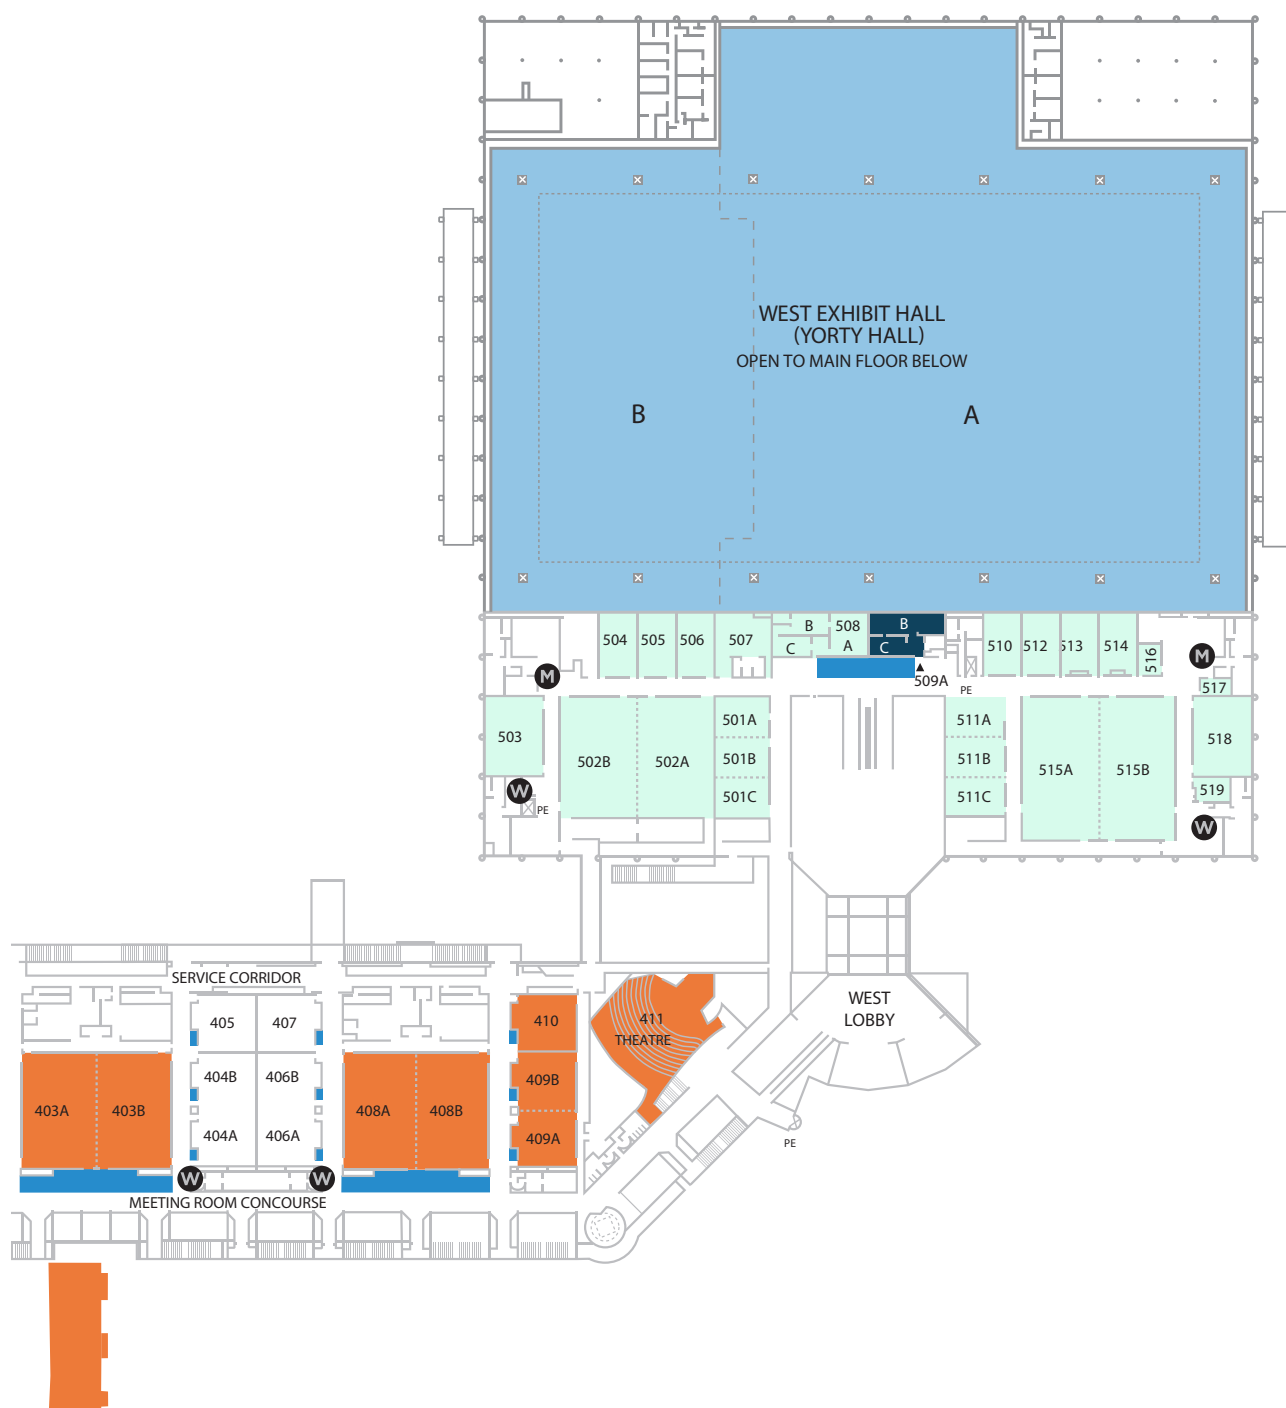 WEST EXHIBIT HALL
(YORTY HALL)
OPEN TO MAIN FLOOR BELOW
B
A
504
505
506
507
B
508
C
A
B
C
509A
510
512
513
514
516
M
M
PE
517
503
502B
502A
501A
501B
501C
511A
511B
511C
515A
515B
518
519
W
PE
W
SERVICE CORRIDOR
WEST
LOBBY
405
407
410
411
THEATRE
404B
406B
409B
403A
403B
408A
408B
404A
406A
409A
PE
W
W
MEETING ROOM CONCOURSE